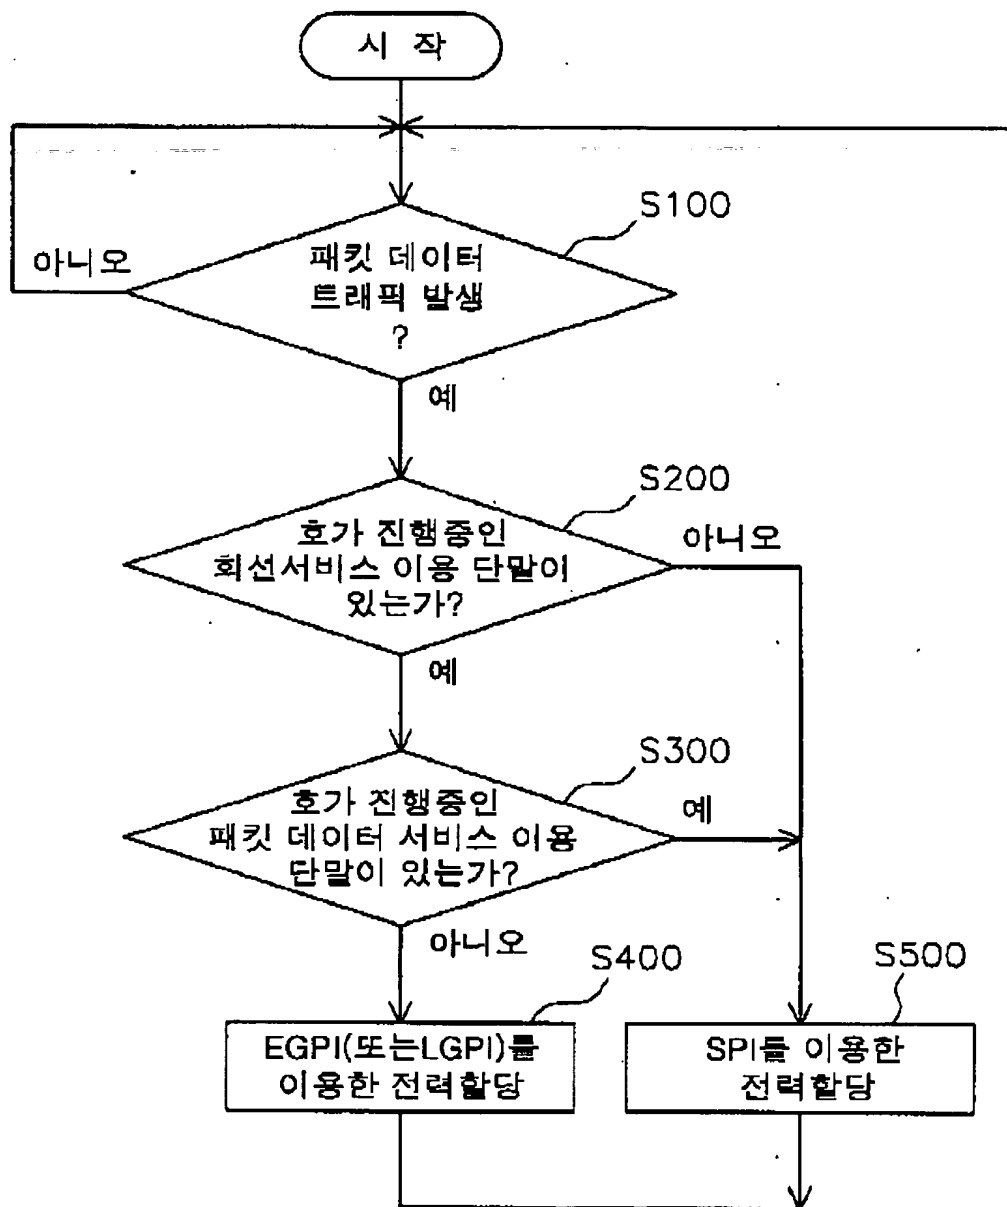 시 작
S100
아니오
패킷 데이터
트래픽 발생
?
예
S200
호가 진행중인
회선서비스 이용 단말이
있는가?
아니오
예
S300
호가 진행중인
패킷 데이터 서비스 이용
단말이 있는가?
예
아니오
S400
S500
EGPI(또는LGPI)를
이용한 전력할당
SPI를 이용한
전력할당